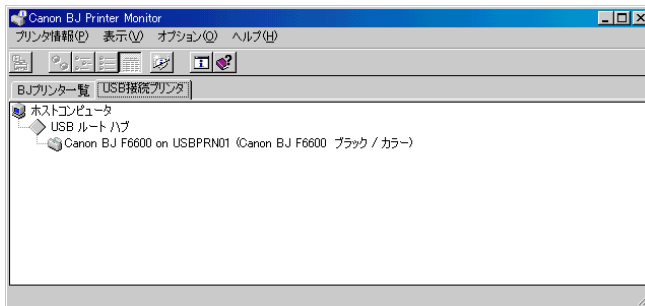 Canon BJ Printer Monitor
プリンタ情報(P) 表示(V) オプション(O) ヘルプ(H)
BJプリンター覧 USB接続プリンタ
ホストコンピュータ
USB ルート ハブ
Canon BJ F6600 on USBPRN01 (Canon BJ F6600 ブラック / カラー)